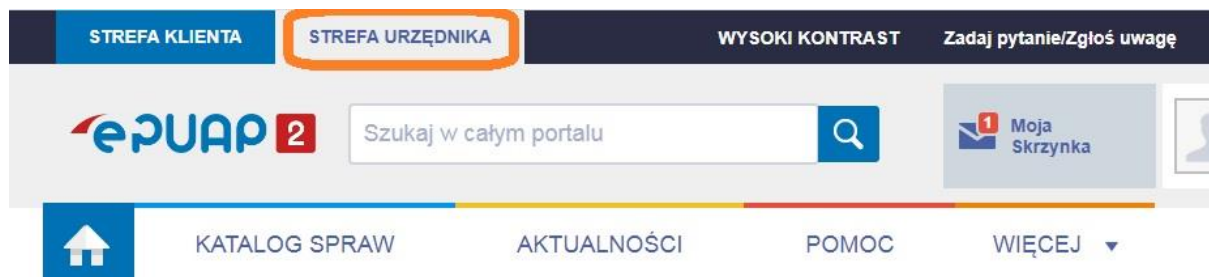 STREFA KLIENTA
STREFA URZĘDNIKA
WYSOKI KONTRAST
Zadaj pytanie/Zgłoś uwagę
ePUAP 2
Szukaj w całym portalu
1
Moja
Skrzynka
KATALOG SPRAW
AKTUALNOŚCI
POMOC
WIĘCEJ